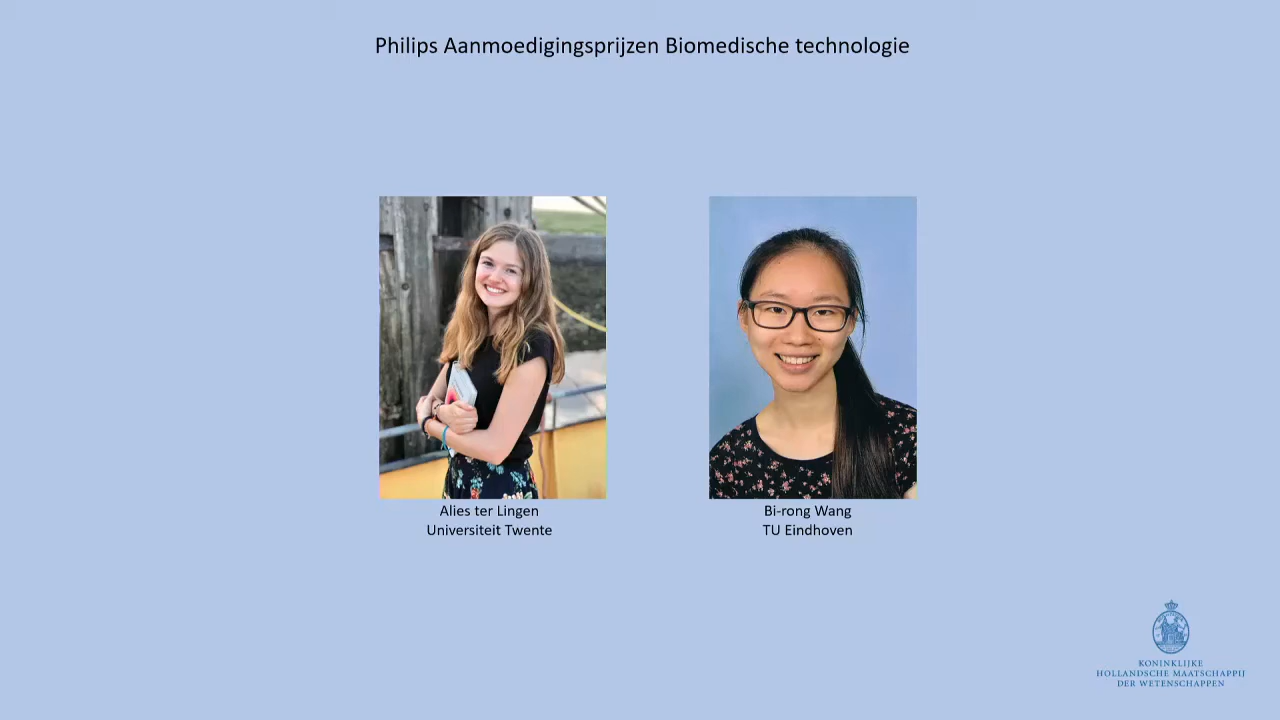 Philips Aanmoedigingsprijzen Biomedische technologie
Alies ter Lingen
Universiteit Twente
Bi-rong Wang
TU Eindhoven
KONINKLIJKE
HOLLANDSCHE MAATSCHAPPIJ
DER WETENSCHAPPEN